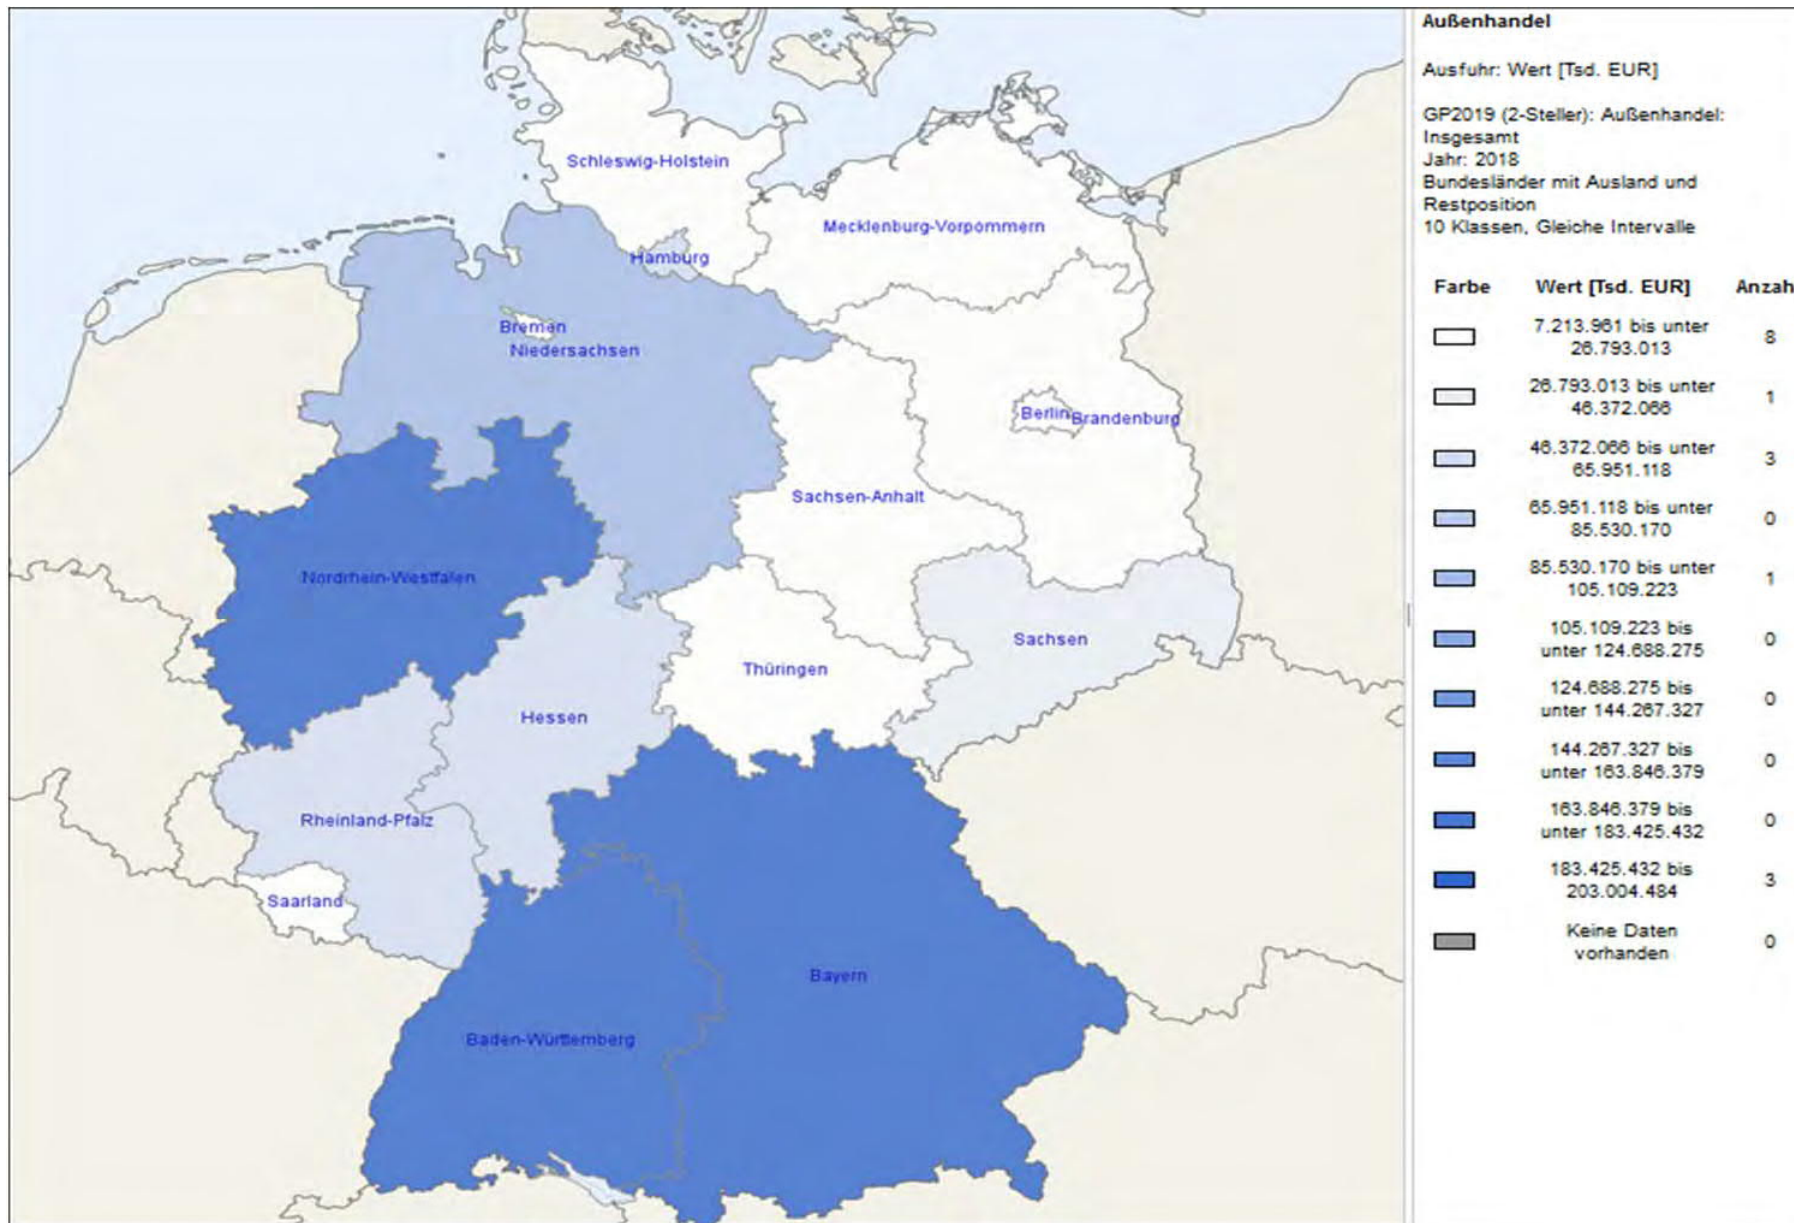 Außenhandel
Ausfuhr: Wert [Tsd. EUR]
GP2019 (2-Steller): Außenhandel:
Insgesamt
Jahr: 2018
Bundesländer mit Ausland und
Restposition
10 Klassen, Gleiche Intervalle
Farbe Wert [Tsd. EUR] Anzah
7.213.961 bis unter
26.793.013 8
26.793.013 bis unter
46.372.066 1
46.372.066 bis unter
65.951.118 3
65.951.118 bis unter
85.530.170 0
85.530.170 bis unter
105.109.223 1
105.109.223 bis
unter 124.688.275 0
124.688.275 bis
unter 144.267.327 0
144.267.327 bis
unter 163.846.379 0
163.846.379 bis
unter 183.425.432 0
183.425.432 bis
203.004.484 3
Keine Daten
vorhanden 0
Schleswig-Holstein
Mecklenburg-Vorpommern
Hamburg
Bremen
Niedersachsen
Berlin
Brandenburg
Sachsen-Anhalt
Nordrhein-Westfalen
Sachsen
Thüringen
Hessen
Rheinland-Pfalz
Saarland
Bayern
Baden-Württemberg